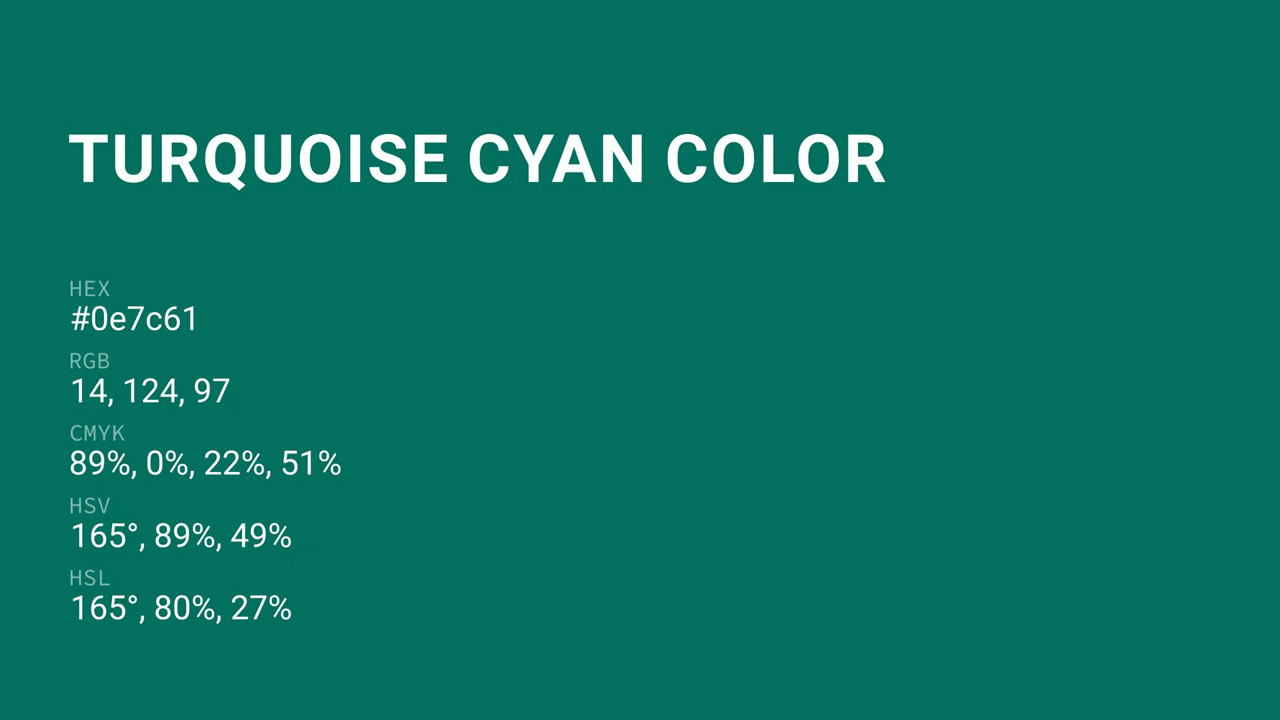 TURQUOISE CYAN COLOR
HEX
#0e7c61
RGB
14, 124, 97
CMYK
89%, 0%, 22%, 51%
HSV
165°, 89%, 49%
HSL
165°, 80%, 27%